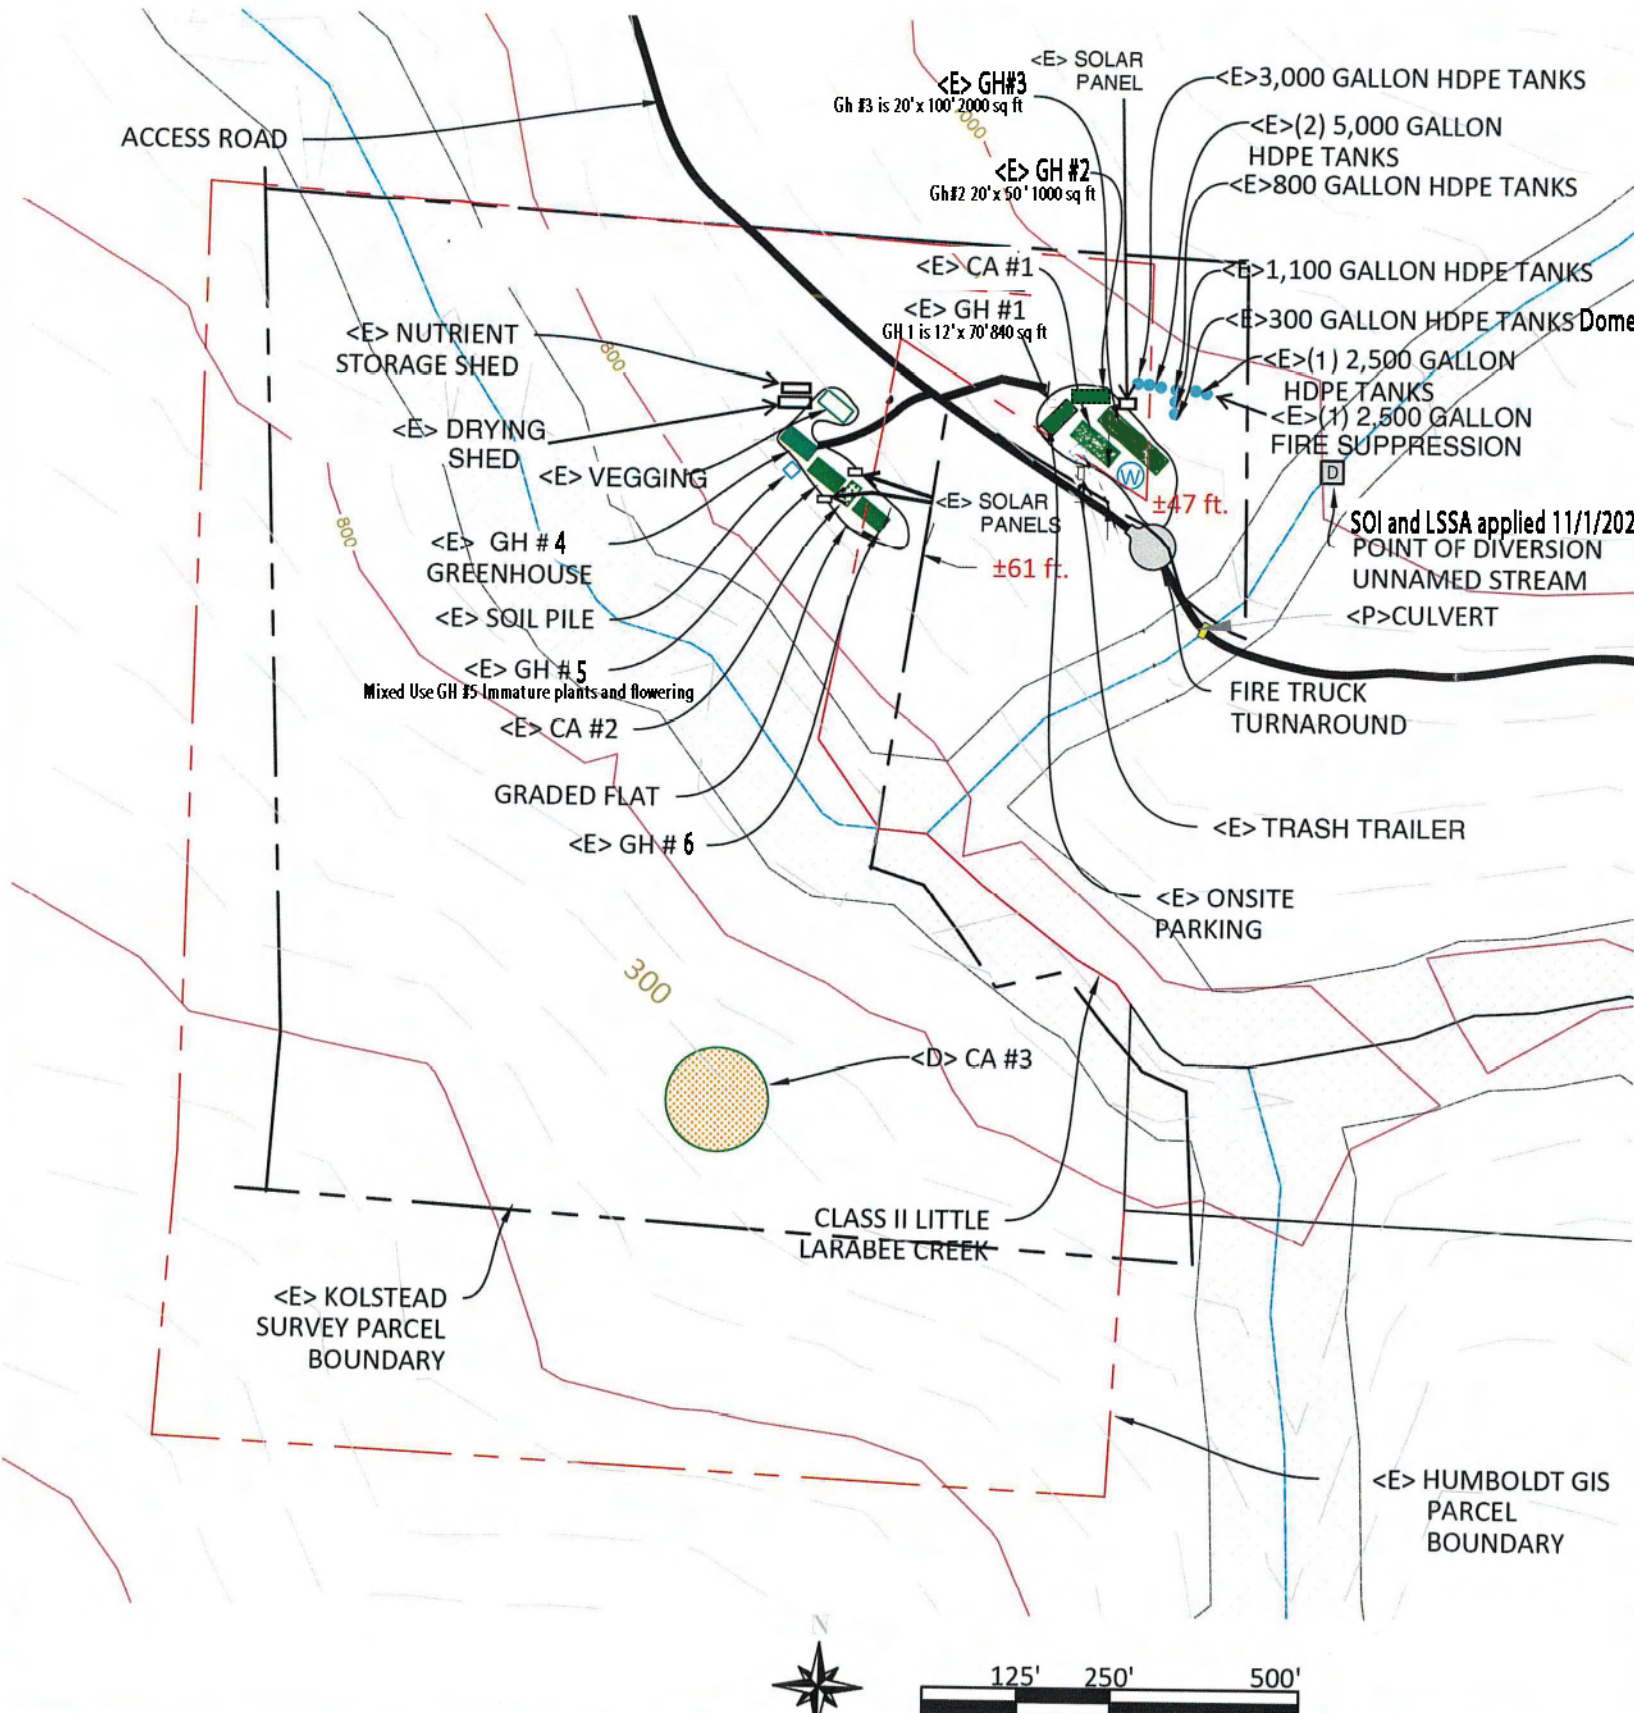 <E> SOLAR
PANEL
<E> GH#3
Gh #3 is 20' x 100' 2000 sq ft
<E>3,000 GALLON HDPE TANKS
<E>(2) 5,000 GALLON
HDPE TANKS
ACCESS ROAD
<E> GH #2
Gh#2 20' x 50' 1000 sq ft
<E>800 GALLON HDPE TANKS
<E> CA #1
<E>1,100 GALLON HDPE TANKS
<E> GH #1
GH 1 is 12' x 70' 840 sq ft
<E>300 GALLON HDPE TANKS Dome
<E> NUTRIENT
STORAGE SHED
800
<E>(1) 2,500 GALLON
HDPE TANKS
<E>(1) 2,500 GALLON
FIRE SUPPRESSION
<E> DRYING
SHED
<E> VEGGING
W
D
<E> SOLAR
PANELS
±47 ft.
800
SOI and LSSA applied 11/1/202
POINT OF DIVERSION
UNNAMED STREAM
<E> GH # 4
GREENHOUSE
±61 ft.
<E> SOIL PILE
<P>CULVERT
<E> GH # 5
Mixed Use GH #5 Immature plants and flowering
FIRE TRUCK
TURNAROUND
<E> CA #2
GRADED FLAT
<E> GH # 6
<E> TRASH TRAILER
<E> ONSITE
PARKING
300
<D> CA #3
CLASS II LITTLE
LARABEE CREEK
<E> KOLSTEAD
SURVEY PARCEL
BOUNDARY
<E> HUMBOLDT GIS
PARCEL
BOUNDARY
N
125' 250' 500'